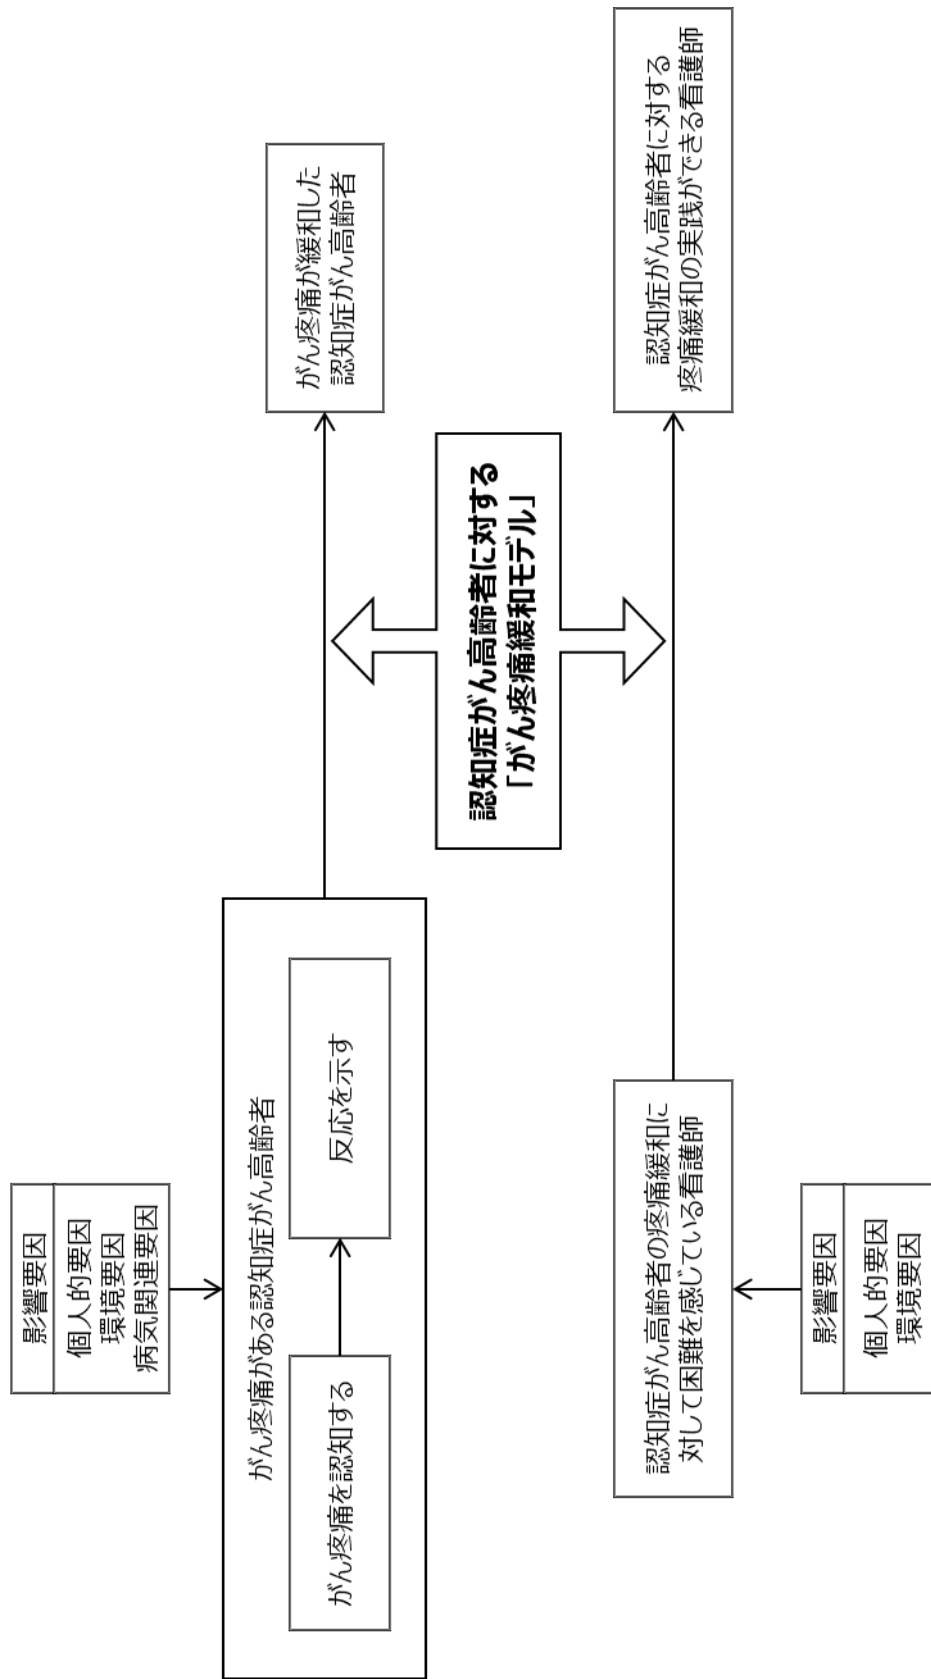 影響要因
個人的要因
環境要因
病気関連要因
がん疼痛がある認知症がん高齢者
がん疼痛を認知する
反応を示す
がん疼痛が緩和した
認知症がん高齢者
認知症がん高齢者に対する
「がん疼痛緩和モデル」
認知症がん高齢者の疼痛緩和に
対して困難を感じている看護師
認知症がん高齢者に対する
疼痛緩和の実践ができる看護師
影響要因
個人的要因
環境要因